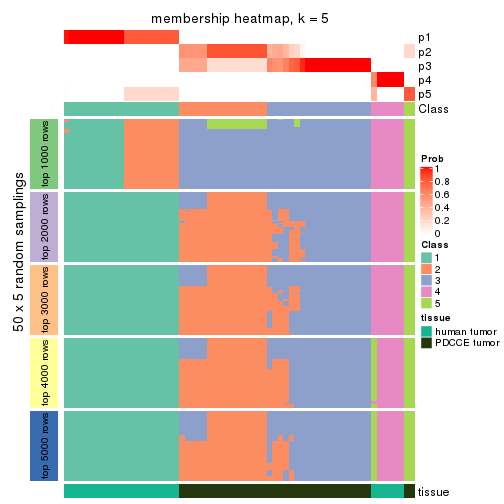 membership heatmap, k = 5
p1
p2
p3
p4
p5
Class
50 x 5 random samplings
top 1000 rows
top 2000 rows
top 3000 rows
top 4000 rows
top 5000 rows
tissue
Prob
1
0.8
0.6
0.4
0.2
0
Class
1
2
3
4
5
tissue
human tumor
PDCCE tumor